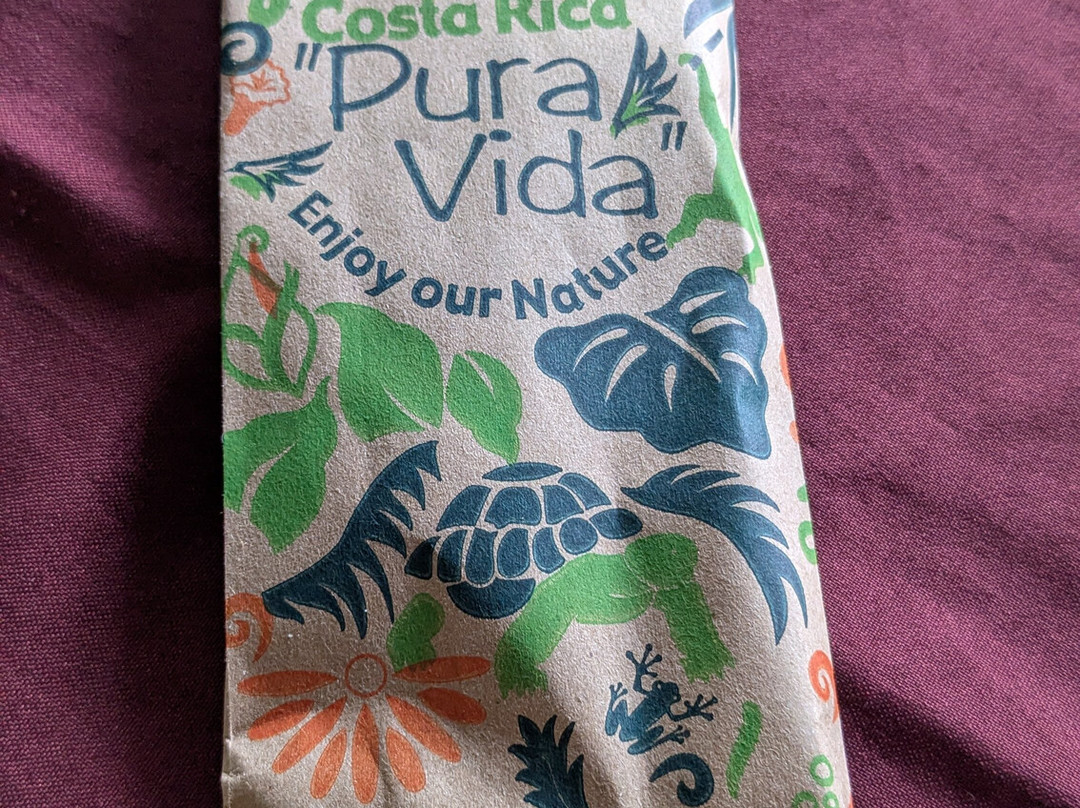 Costa Rica
"Pura
Vida"
Enjoy our Nature